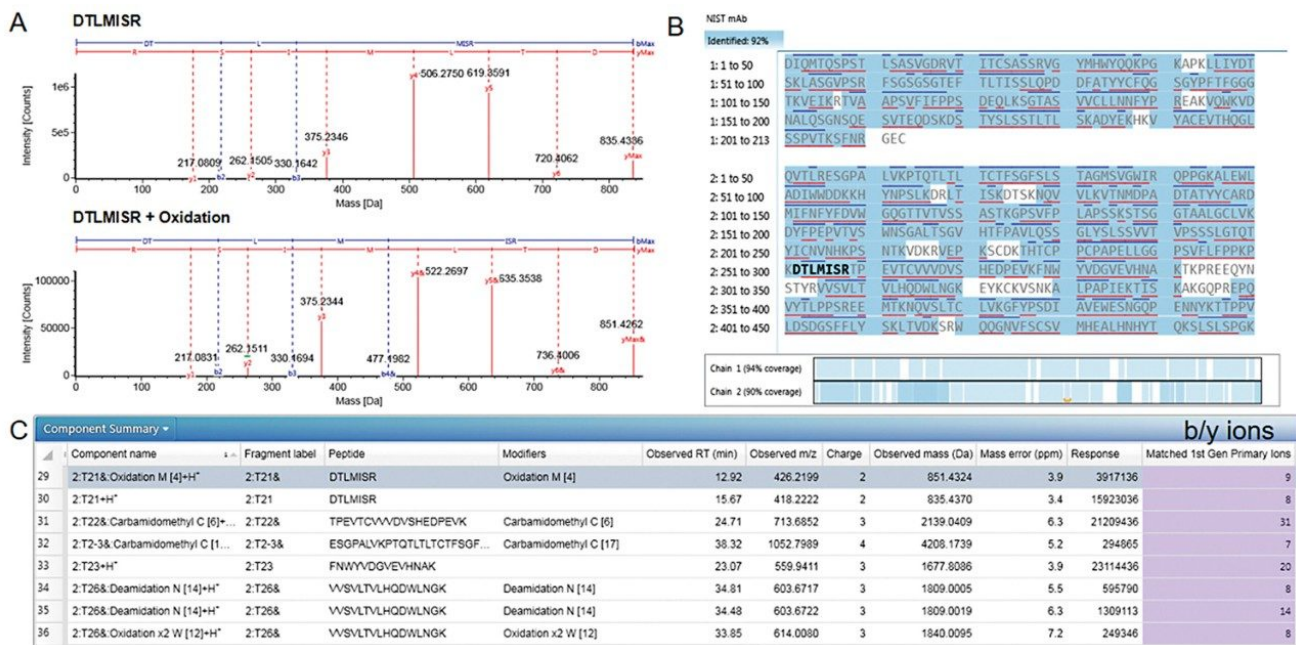 A
DTLMISR
DT L MISR bMax
R S I M L T D yMax
Intensity [Counts]
1e6
5e5
0
217.0809 262.1505 330.1642 375.2346 506.2750 619.3591 720.4062 835.4336
y1 b2 y2 b3 y3 y4 y5 y6 yMax
0 100 200 300 400 500 600 700 800
Mass [Da]
DTLMISR + Oxidation
DT L M ISR bMax
R S I M L T D yMax
Intensity [Counts]
100000
50000
0
217.0831 262.1511 330.1694 375.2344 477.1982 522.2697 635.3538 736.4006 851.4262
y1 b2 y2 b3 y3 b4& y4& y5& y6& yMax&
0 100 200 300 400 500 600 700 800
Mass [Da]
B
NIST mAb
Identified: 92%
1: 1 to 50 DIQMTQSPST LSASVGDRVT ITCSASSRVG YMHWYQQKPG KAPKLLIYDT
1: 51 to 100 SKLASGVPSR FSGSGSGTEF TLTISSLQPD DFATYYCFQG SGYPFTFGGG
1: 101 to 150 TKVEIKRTVA APSVFIFPPS DEQLKSGTAS VVCLLNNFYP REAKVQWKVD
1: 151 to 200 NALQSGNSQE SVTEQDSKDS TYSLSSTLTL SKADYEKHKV YACEVTHQGL
1: 201 to 213 SSPVTKSFNR GEC
2: 1 to 50 QVTLRESGPA LVKPTQTLTL TCTFSGFSLS TAGMSVGWIR QPPGKALEWL
2: 51 to 100 ADIWWDDKKH YNPSLKDRLT ISKDTSKNQV VLKVTNMDPA DTATYYCARD
2: 101 to 150 MIFNFYFDVW GQGTTVTVSS ASTKGPSVFP LAPSSKSTSG GTAALGCLVK
2: 151 to 200 DYFPEPVTVS WNSGALTSGV HTFPAVLQSS GLYSLSSVVT VPSSSLGTQT
2: 201 to 250 YICNVNHKPS NTKVDKRVEP KSCDKTHTCP PCPAPELLGG PSVFLFPPKP
2: 251 to 300 KDTLMISRTP EVTCVVVDVS HEDPEVKFNW YVDGVEVHNA KTKPREEQYN
2: 301 to 350 STYRVVSVLT VLHQDWLNGK EYKCKVSNKA LPAPIEKTIS KAKGQPREPQ
2: 351 to 400 VYTLPPSREE MTKNQVSLTC LVKGFYPSDI AVEWESNGQP ENNYKTTPPV
2: 401 to 450 LDSDGSFFLY SKLTVDKSRW QQGNVFSCSV MHEALHNHYT QKSLSLSPGK
Chain 1 (94% coverage)
Chain 2 (90% coverage)
C
Component Summary b/y ions
Component name Fragment label Peptide Modifiers Observed RT (min) Observed m/z Charge Observed mass (Da) Mass error (ppm) Response Matched 1st Gen Primary Ions
29 2:T21&:Oxidation M [4]+H⁺ 2:T21& DTLMISR Oxidation M [4] 12.92 426.2199 2 851.4324 3.9 3917136 9
30 2:T21+H⁺ 2:T21 DTLMISR 15.67 418.2222 2 835.4370 3.4 15923036 8
31 2:T22&:Carbamidomethyl C [6]+... 2:T22& TPEVTCVVVDVSHEDPEVK Carbamidomethyl C [6] 24.71 713.6852 3 2139.0409 6.3 21209436 31
32 2:T2-3&:Carbamidomethyl C [1... 2:T2-3& ESGPALVKPTQTLTLTCTFSGF... Carbamidomethyl C [17] 38.32 1052.7989 4 4208.1739 5.2 294865 7
33 2:T23+H⁺ 2:T23 FNWYVDGVEVHNAK 23.07 559.9411 3 1677.8086 3.9 23114436 20
34 2:T26&:Deamidation N [14]+H⁺ 2:T26& VVSVLTVLHQDWLNGK Deamidation N [14] 34.81 603.6717 3 1809.0005 5.5 595790 8
35 2:T26&:Deamidation N [14]+H⁺ 2:T26& VVSVLTVLHQDWLNGK Deamidation N [14] 34.48 603.6722 3 1809.0019 6.3 1309113 14
36 2:T26&:Oxidation x2 W [12]+H⁺ 2:T26& VVSVLTVLHQDWLNGK Oxidation x2 W [12] 33.85 614.0080 3 1840.0095 7.2 249346 8